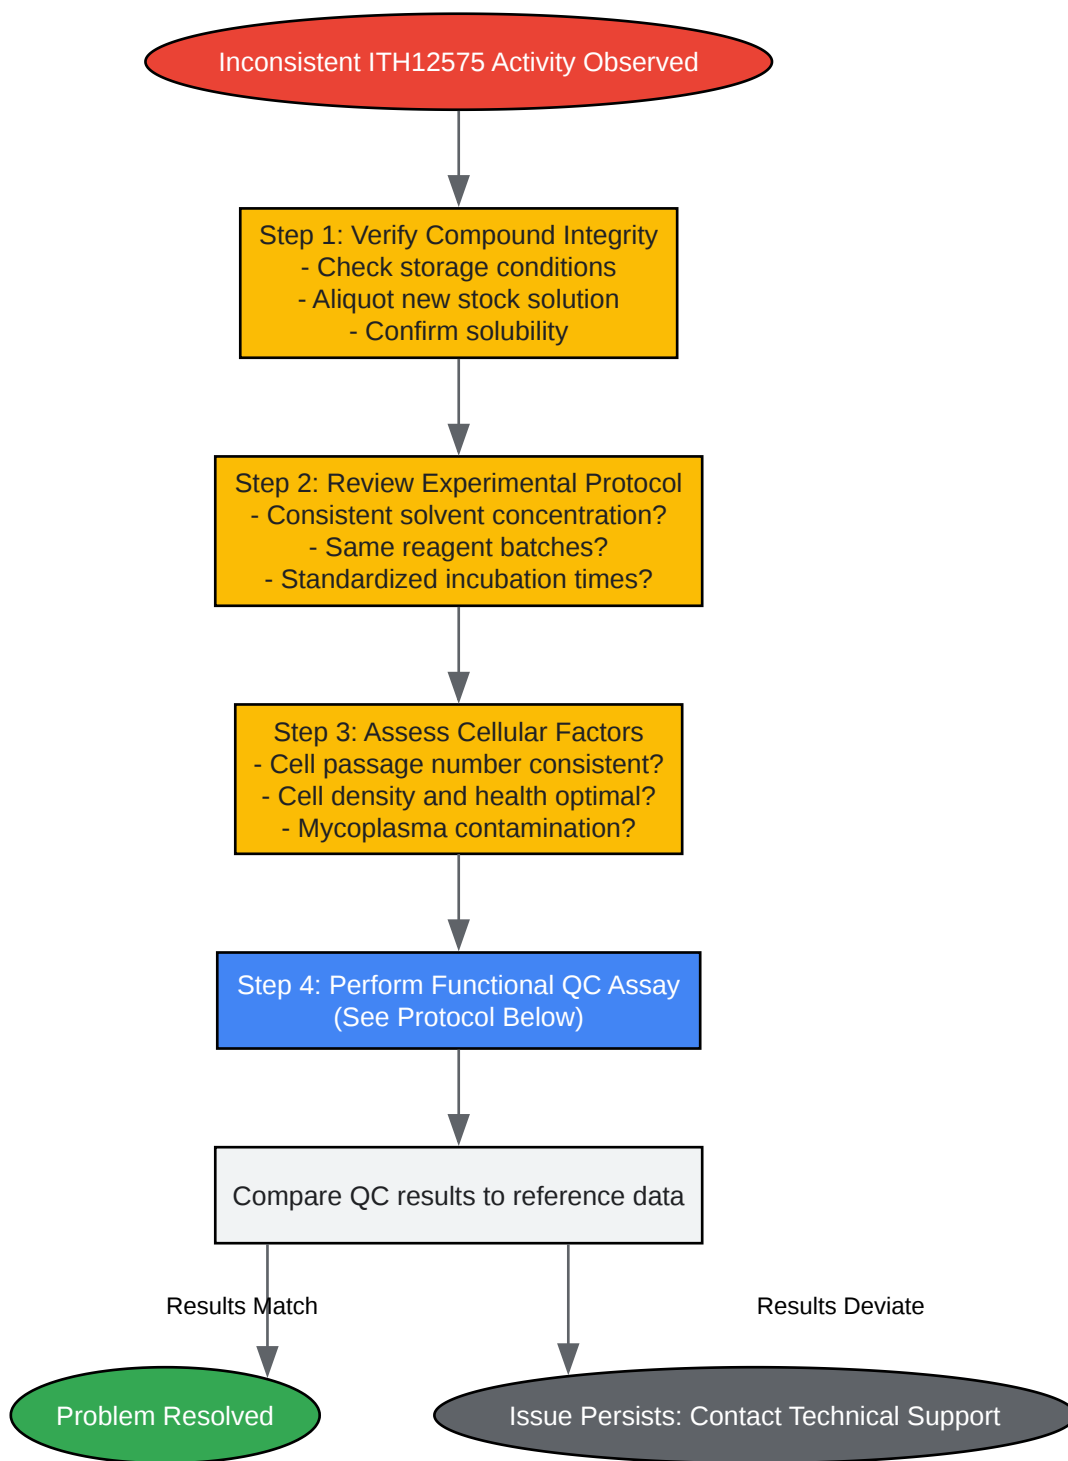 Inconsistent ITH12575 Activity Observed
Step 1: Verify Compound Integrity
- Check storage conditions
- Aliquot new stock solution
- Confirm solubility
Step 2: Review Experimental Protocol
- Consistent solvent concentration?
- Same reagent batches?
- Standardized incubation times?
Step 3: Assess Cellular Factors
- Cell passage number consistent?
- Cell density and health optimal?
- Mycoplasma contamination?
Step 4: Perform Functional QC Assay
(See Protocol Below)
Compare QC results to reference data
Results Match
Results Deviate
Problem Resolved
Issue Persists: Contact Technical Support